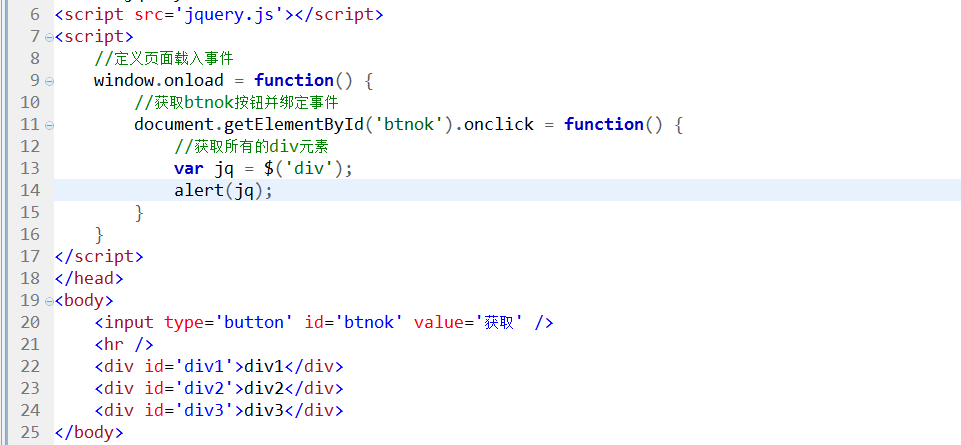 6 <script src='jquery.js'></script>
7 <script>
8     //定义页面载入事件
9     window.onload = function() {
10         //获取btnok按钮并绑定事件
11         document.getElementById('btnok').onclick = function() {
12             //获取所有的div元素
13             var jq = $('div');
14             alert(jq);
15         }
16     }
17 </script>
18 </head>
19 <body>
20     <input type='button' id='btnok' value='获取' />
21     <hr />
22     <div id='div1'>div1</div>
23     <div id='div2'>div2</div>
24     <div id='div3'>div3</div>
25 </body>